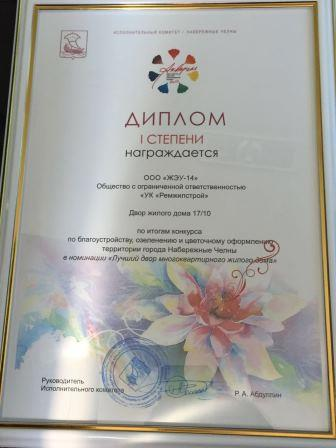 ИСПОЛНИТЕЛЬНЫЙ КОМИТЕТ г. НАБЕРЕЖНЫЕ ЧЕЛНЫ
ДИПЛОМ
I СТЕПЕНИ
награждается
ООО «ЖЭУ-14»
Общество с ограниченной ответственностью
«УК «Ремжилстрой»
Двор жилого дома 17/10
по итогам конкурса
по благоустройству, озеленению и цветочному оформлению
территории города Набережные Челны
в номинации «Лучший двор многоквартирного жилого дома»
Руководитель
Исполнительного комитета
Р. А. Абдуллин